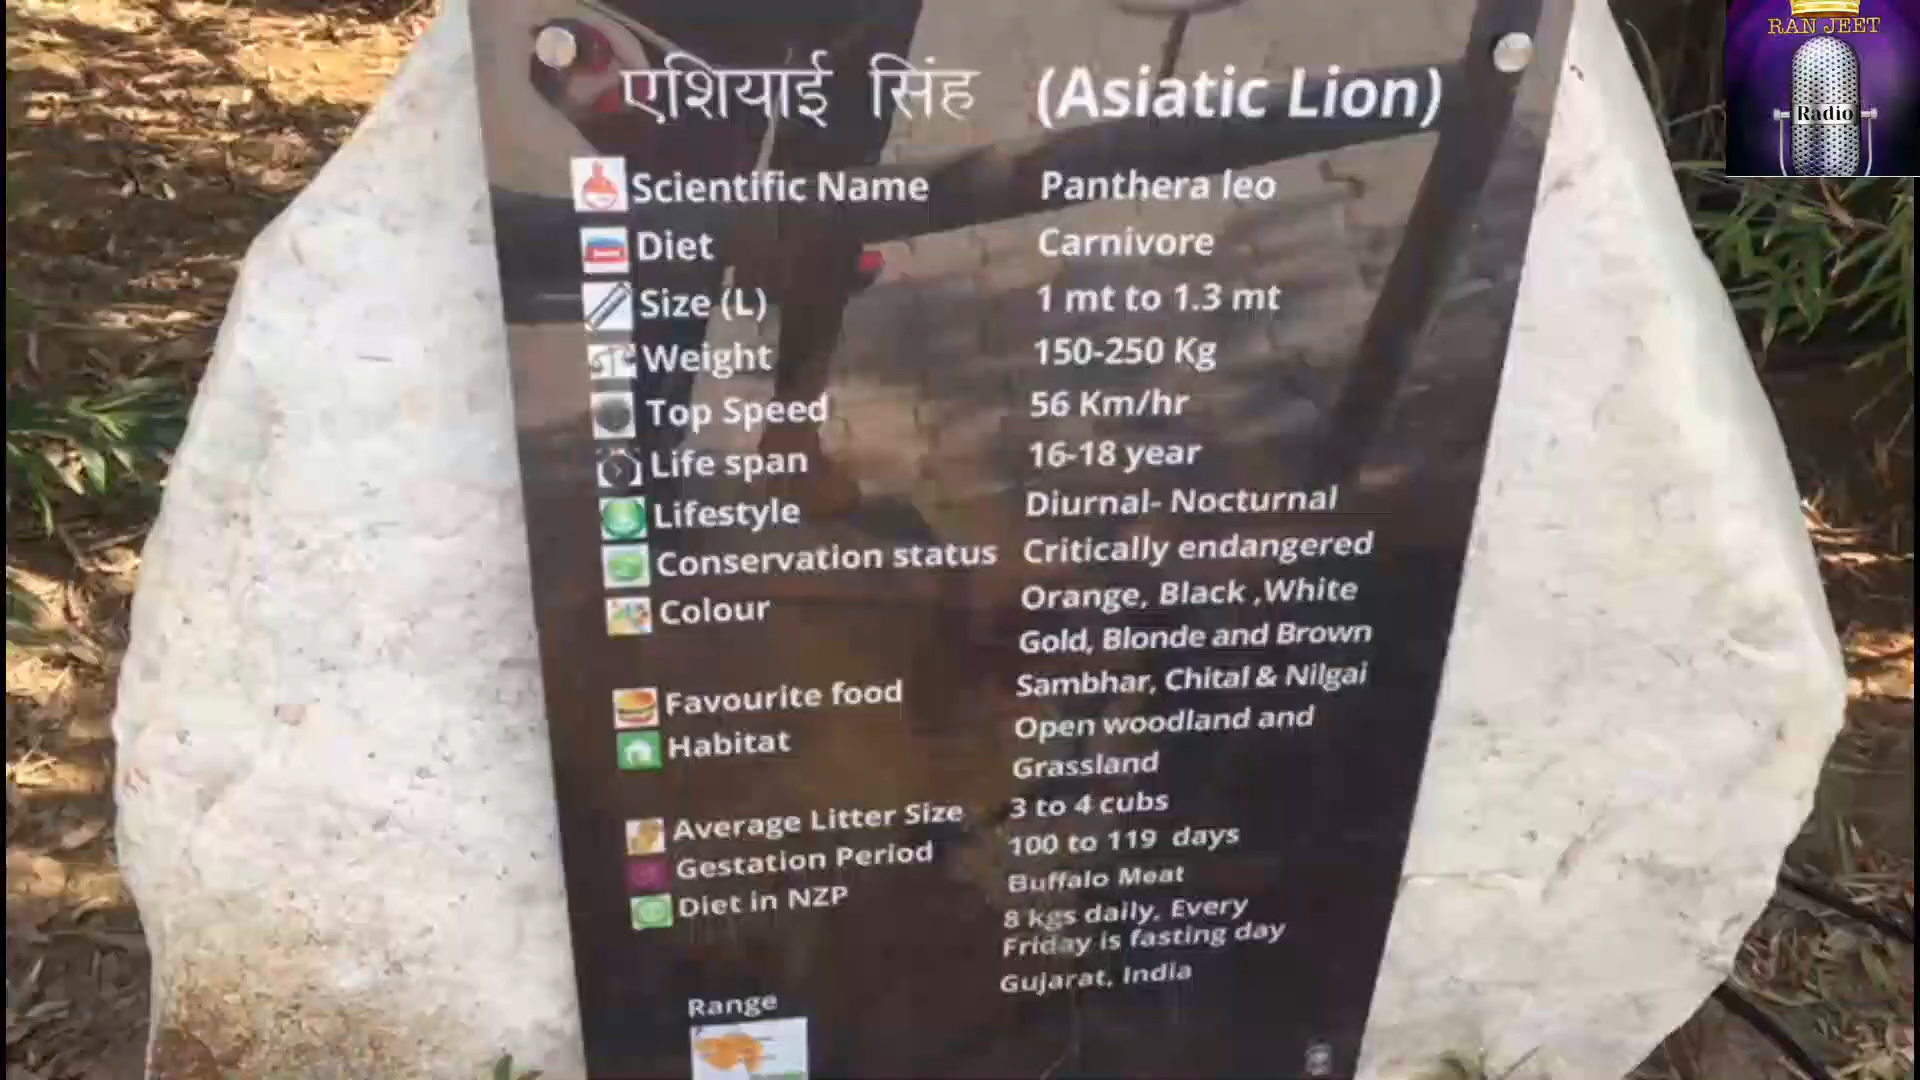 RAN JEET
Radio
एशियाई सिंह (Asiatic Lion)
Scientific Name Panthera leo
Diet Carnivore
Size (L) 1 mt to 1.3 mt
Weight 150-250 Kg
Top Speed 56 Km/hr
Life span 16-18 year
Lifestyle Diurnal- Nocturnal
Conservation status Critically endangered
Colour Orange, Black ,White
Gold, Blonde and Brown
Favourite food Sambhar, Chital & Nilgai
Habitat Open woodland and
Grassland
Average Litter Size 3 to 4 cubs
Gestation Period 100 to 119 days
Diet in NZP Buffalo Meat
8 kgs daily, Every
Friday is fasting day
Range Gujarat, India